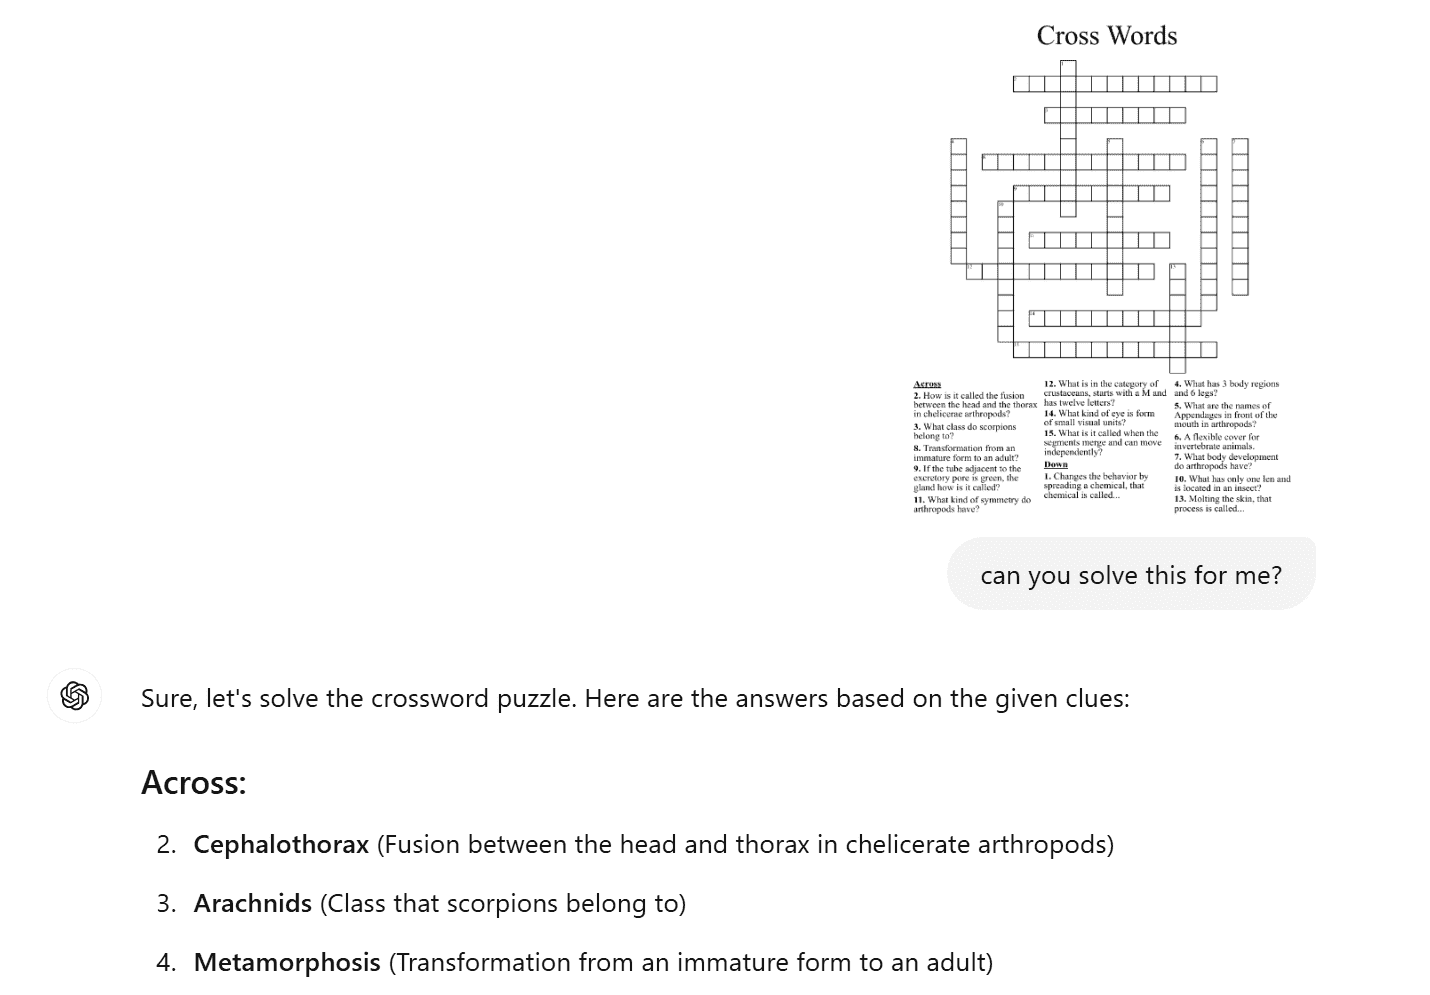 Cross Words
Across
2. How is it called the fusion
between the head and the thorax
in chelicerae arthropods?
3. What class do scorpions
belong to?
8. Transformation from an
immature form to an adult?
9. If the tube adjacent to the
excretory pore is green, the
gland how is it called?
11. What kind of symmetry do
arthropods have?
12. What is in the category of
crustaceans, starts with a M and
has twelve letters?
14. What kind of eye is form
of small visual units?
15. What is it called when the
segments merge and can move
independently?
Down
1. Changes the behavior by
spreading a chemical, that
chemical is called...
4. What has 3 body regions
and 6 legs?
5. What are the names of
Appendages in front of the
mouth in arthropods?
6. A flexible cover for
invertebrate animals.
7. What body development
do arthropods have?
10. What has only one len and
is located in an insect?
13. Molting the skin, that
process is called...
can you solve this for me?
Sure, let's solve the crossword puzzle. Here are the answers based on the given clues:
Across:
2. Cephalothorax (Fusion between the head and thorax in chelicerate arthropods)
3. Arachnids (Class that scorpions belong to)
4. Metamorphosis (Transformation from an immature form to an adult)